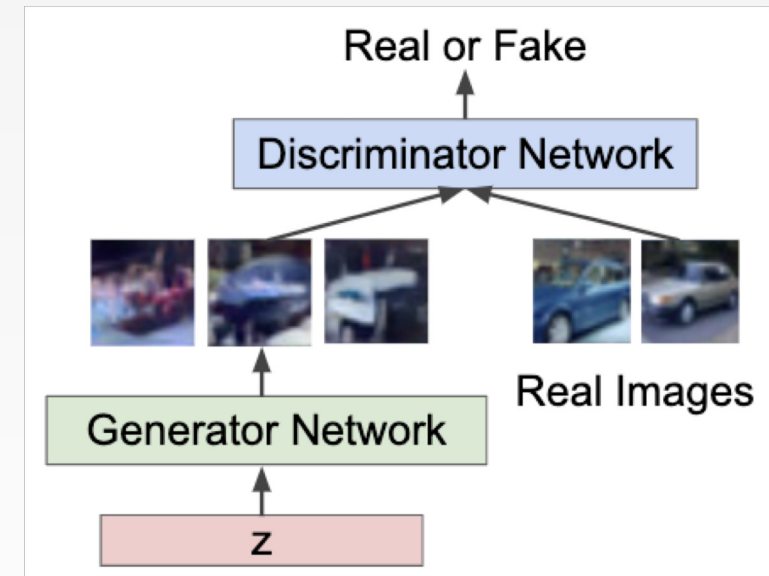 Real or Fake
Discriminator Network
Real Images
Generator Network
z